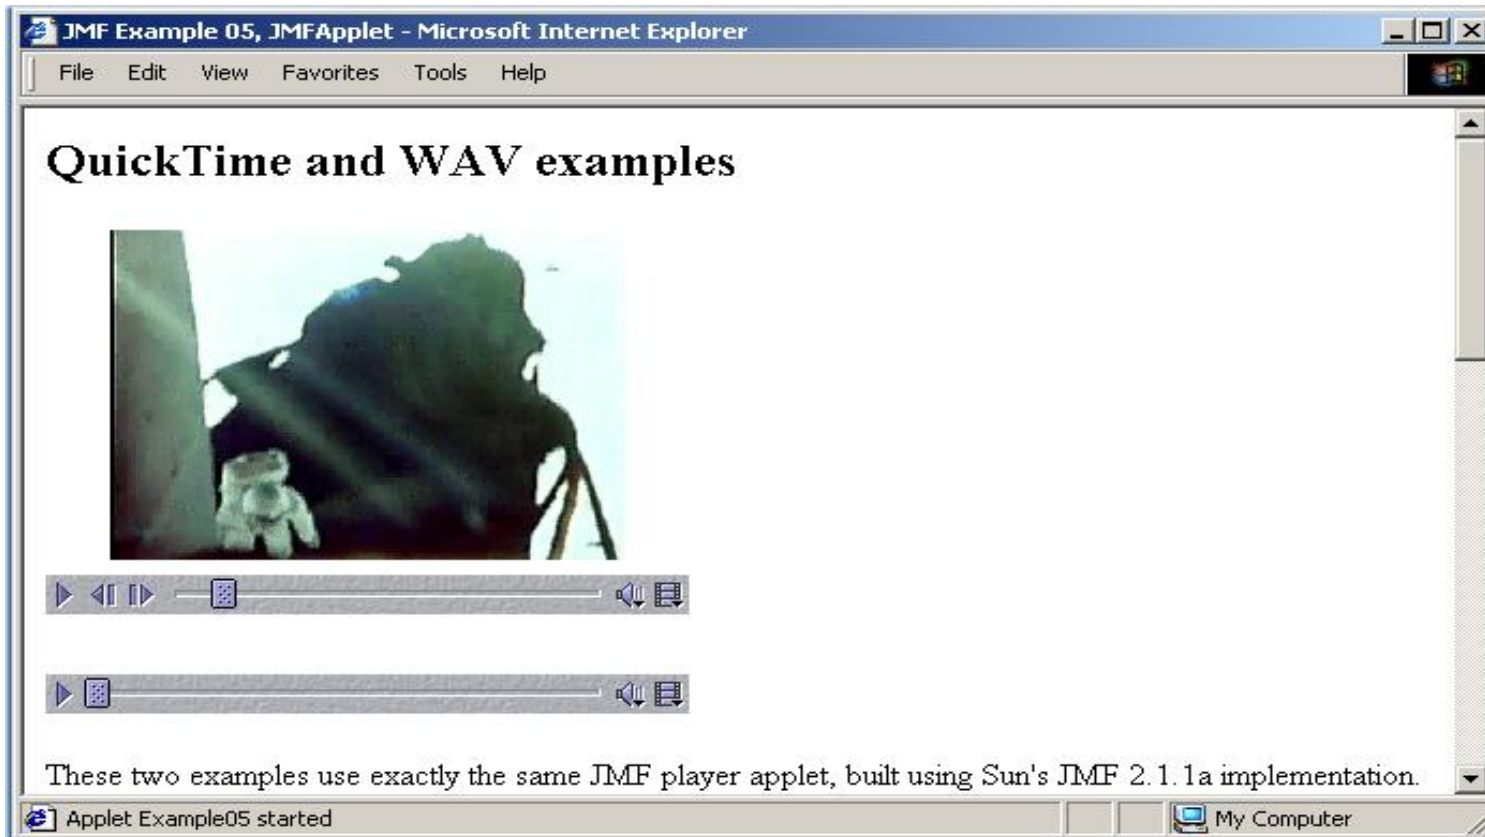 JMF Example 05, JMFApplet - Microsoft Internet Explorer
File Edit View Favorites Tools Help
QuickTime and WAV examples
These two examples use exactly the same JMF player applet, built using Sun's JMF 2.1.1a implementation.
Applet Example05 started
My Computer